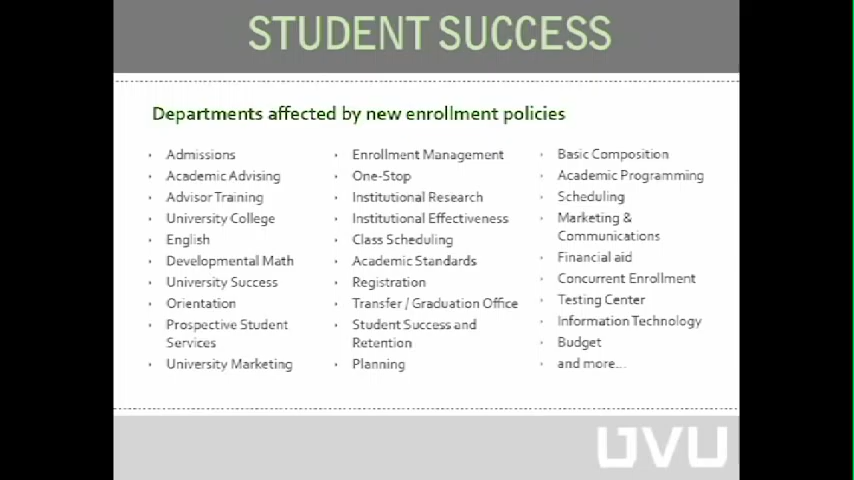 STUDENT SUCCESS
Departments affected by new enrollment policies
Admissions
Academic Advising
Advisor Training
University College
English
Developmental Math
University Success
Orientation
Prospective Student
Services
University Marketing
Enrollment Management
One-Stop
Institutional Research
Institutional Effectiveness
Class Scheduling
Academic Standards
Registration
Transfer / Graduation Office
Student Success and
Retention
Planning
Basic Composition
Academic Programming
Scheduling
Marketing &
Communications
Financial aid
Concurrent Enrollment
Testing Center
Information Technology
Budget
and more...
UVU